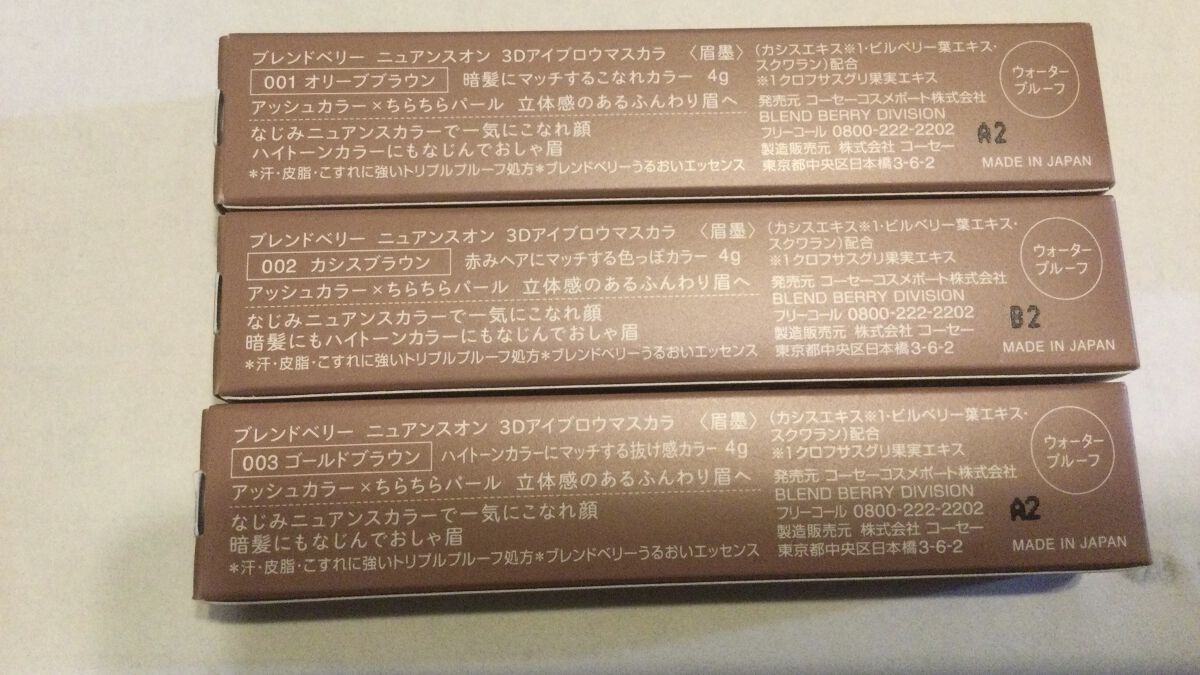 ブレンドベリー ニュアンスオン 3Dアイブロウマスカラ 〈眉墨〉
001 オリーブブラウン 暗髪にマッチするこなれカラー 4g
アッシュカラー×ちらちらパール 立体感のあるふんわり眉へ
なじみニュアンスカラーで一気にこなれ顔
ハイトーンカラーにもなじんでおしゃ眉
*汗・皮脂・こすれに強いトリプルプルーフ処方*ブレンドベリーうるおいエッセンス
(カシスエキス※1・ビルベリー葉エキス・
スクワラン)配合
※1クロフサスグリ果実エキス
発売元 コーセーコスメポート株式会社
BLEND BERRY DIVISION
フリーコール 0800-222-2202
製造販売元 株式会社 コーセー
東京都中央区日本橋3-6-2
ウォーター
プルーフ
A2
MADE IN JAPAN
ブレンドベリー ニュアンスオン 3Dアイブロウマスカラ 〈眉墨〉
002 カシスブラウン 赤みヘアにマッチする色っぽカラー 4g
アッシュカラー×ちらちらパール 立体感のあるふんわり眉へ
なじみニュアンスカラーで一気にこなれ顔
暗髪にもハイトーンカラーにもなじんでおしゃ眉
*汗・皮脂・こすれに強いトリプルプルーフ処方*ブレンドベリーうるおいエッセンス
(カシスエキス※1・ビルベリー葉エキス・
スクワラン)配合
※1クロフサスグリ果実エキス
発売元 コーセーコスメポート株式会社
BLEND BERRY DIVISION
フリーコール 0800-222-2202
製造販売元 株式会社 コーセー
東京都中央区日本橋3-6-2
ウォーター
プルーフ
B2
MADE IN JAPAN
ブレンドベリー ニュアンスオン 3Dアイブロウマスカラ 〈眉墨〉
003 ゴールドブラウン ハイトーンカラーにマッチする抜け感カラー 4g
アッシュカラー×ちらちらパール 立体感のあるふんわり眉へ
なじみニュアンスカラーで一気にこなれ顔
暗髪にもなじんでおしゃ眉
*汗・皮脂・こすれに強いトリプルプルーフ処方*ブレンドベリーうるおいエッセンス
(カシスエキス※1・ビルベリー葉エキス・
スクワラン)配合
※1クロフサスグリ果実エキス
発売元 コーセーコスメポート株式会社
BLEND BERRY DIVISION
フリーコール 0800-222-2202
製造販売元 株式会社 コーセー
東京都中央区日本橋3-6-2
ウォーター
プルーフ
A2
MADE IN JAPAN